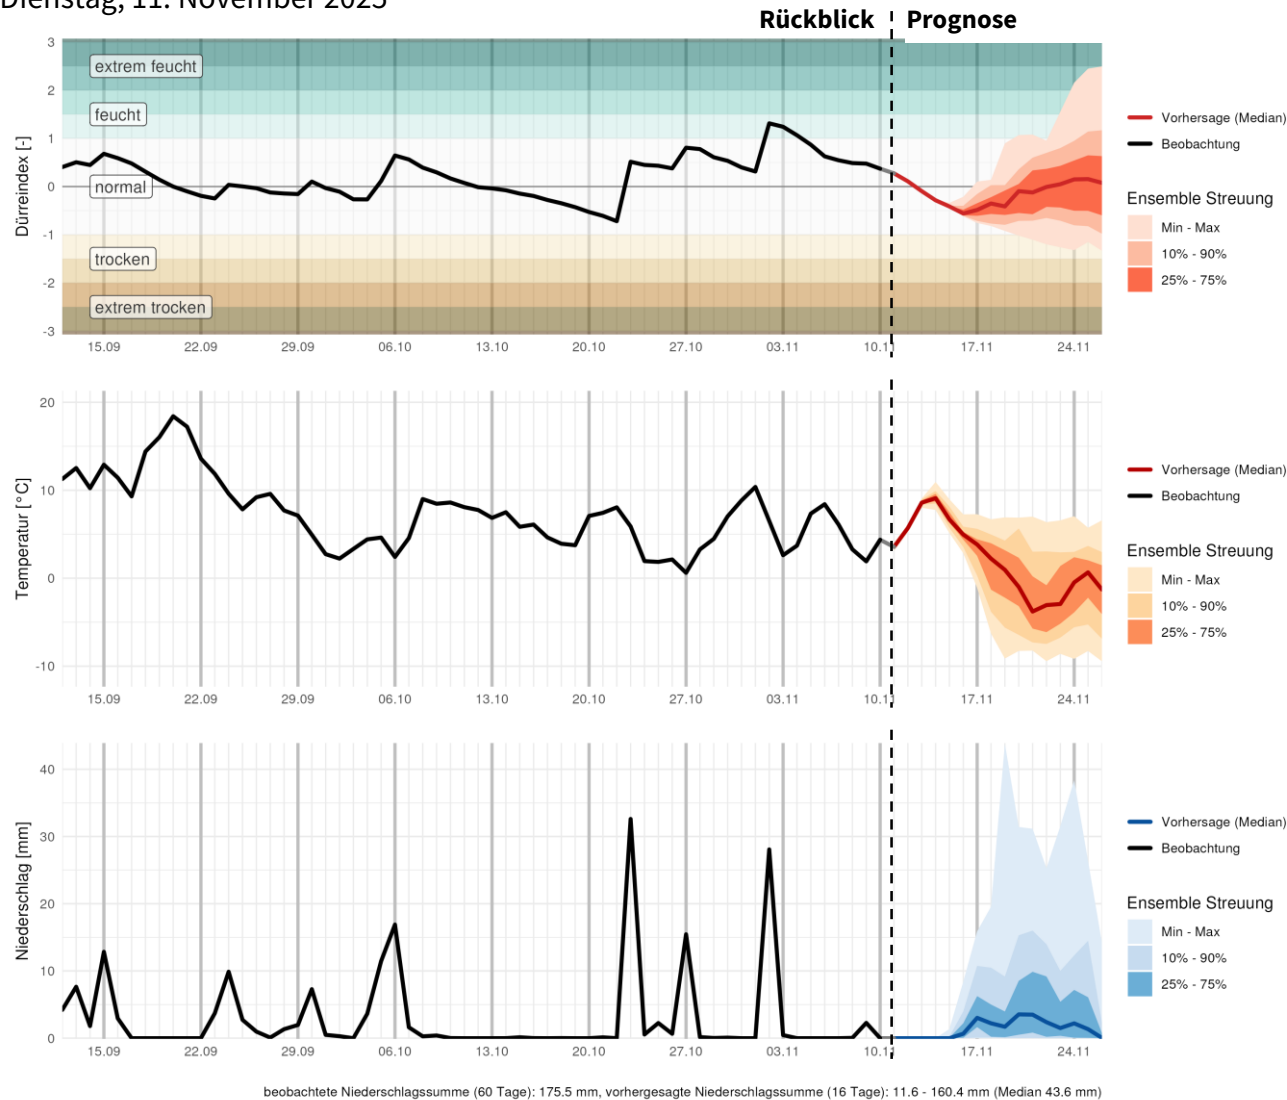 Dienstag, 11. November 2025
Rückblick Prognose
Dürreindex [-]
3
2
1
0
-1
-2
-3
extrem feucht
feucht
normal
trocken
extrem trocken
15.09 22.09 29.09 06.10 13.10 20.10 27.10 03.11 10.11 17.11 24.11
Vorhersage (Median)
Beobachtung
Ensemble Streuung
Min - Max
10% - 90%
25% - 75%
Temperatur [°C]
20
10
0
-10
15.09 22.09 29.09 06.10 13.10 20.10 27.10 03.11 10.11 17.11 24.11
Vorhersage (Median)
Beobachtung
Ensemble Streuung
Min - Max
10% - 90%
25% - 75%
Niederschlag [mm]
40
30
20
10
0
15.09 22.09 29.09 06.10 13.10 20.10 27.10 03.11 10.11 17.11 24.11
Vorhersage (Median)
Beobachtung
Ensemble Streuung
Min - Max
10% - 90%
25% - 75%
beobachtete Niederschlagssumme (60 Tage): 175.5 mm, vorhergesagte Niederschlagssumme (16 Tage): 11.6 - 160.4 mm (Median 43.6 mm)